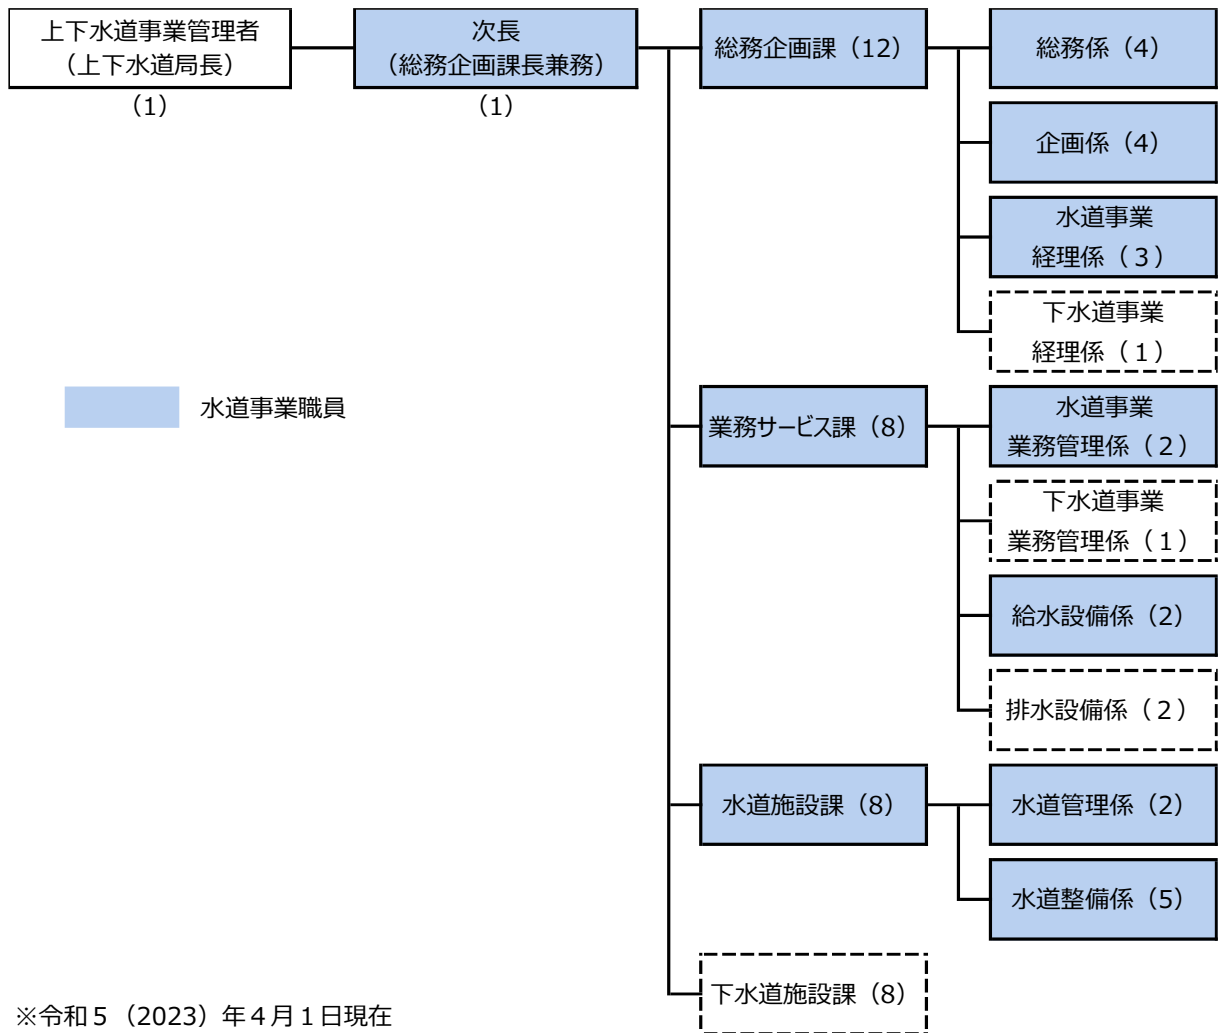 上下水道事業管理者
（上下水道局長）
（1）
次長
（総務企画課長兼務）
（1）
総務企画課（12）
総務係（4）
企画係（4）
水道事業
経理係（３）
下水道事業
経理係（１）
水道事業職員
業務サービス課（8）
水道事業
業務管理係（２）
下水道事業
業務管理係（１）
給水設備係（2）
排水設備係（２）
水道施設課（8）
水道管理係（2）
水道整備係（5）
下水道施設課（8）
※令和５（2023）年４月１日現在